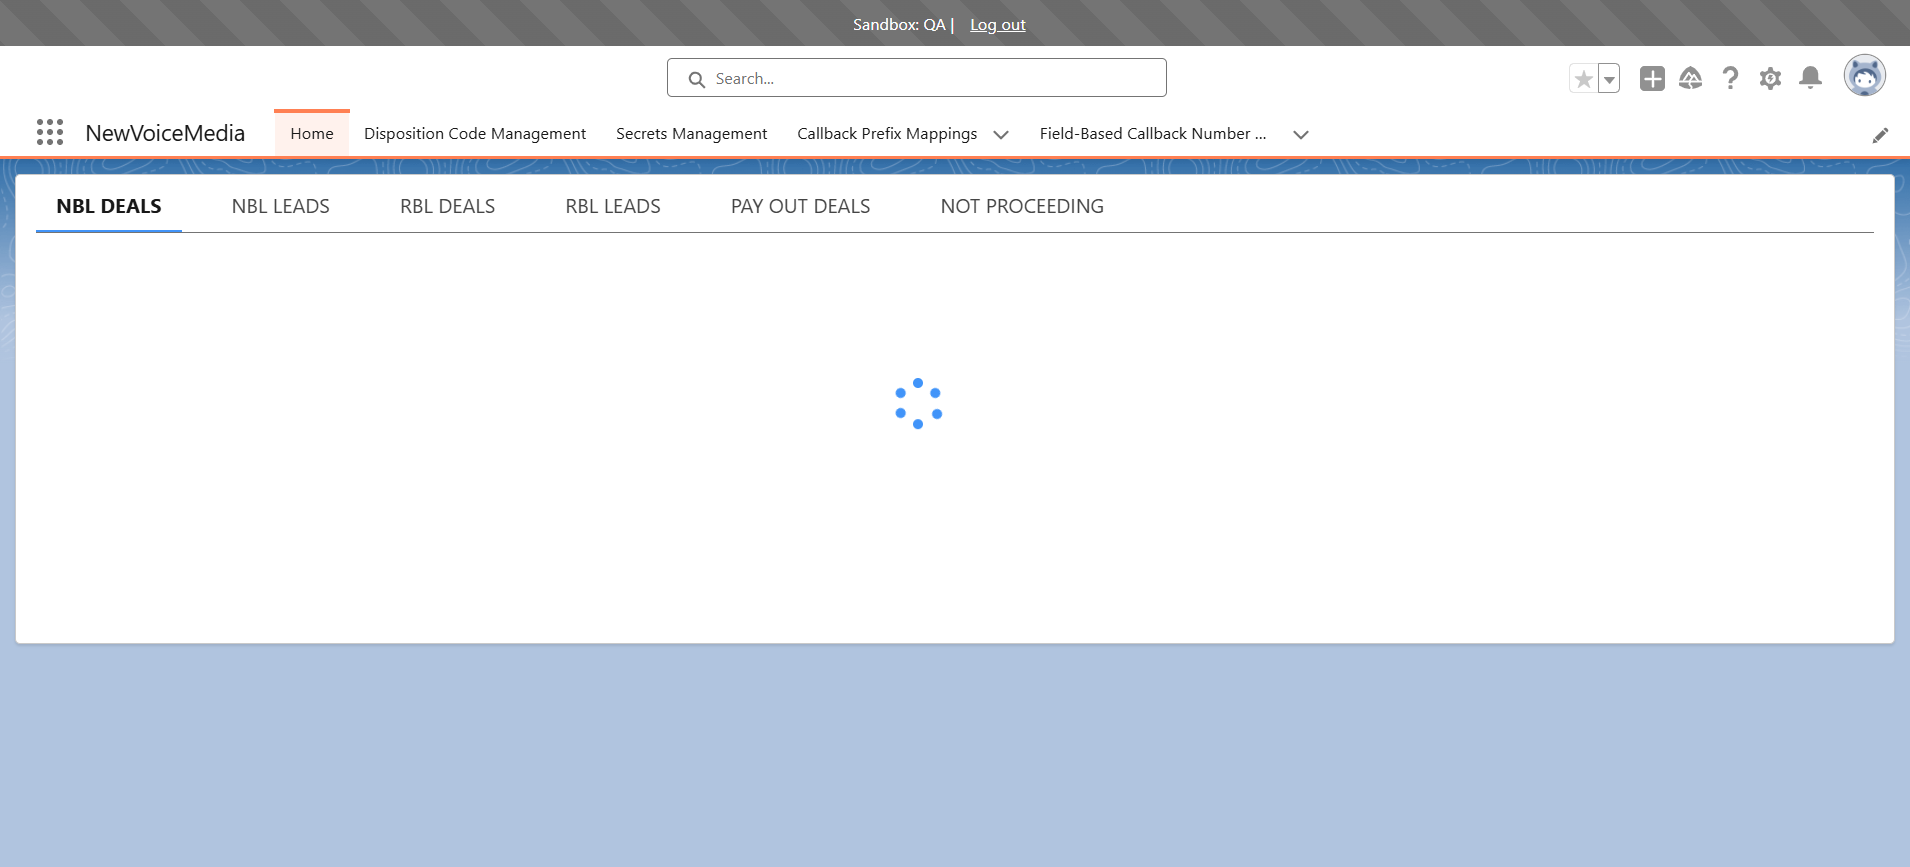 Sandbox: QA | Log out
Search...
NewVoiceMedia Home Disposition Code Management Secrets Management Callback Prefix Mappings Field-Based Callback Number ...
NBL DEALS NBL LEADS RBL DEALS RBL LEADS PAY OUT DEALS NOT PROCEEDING